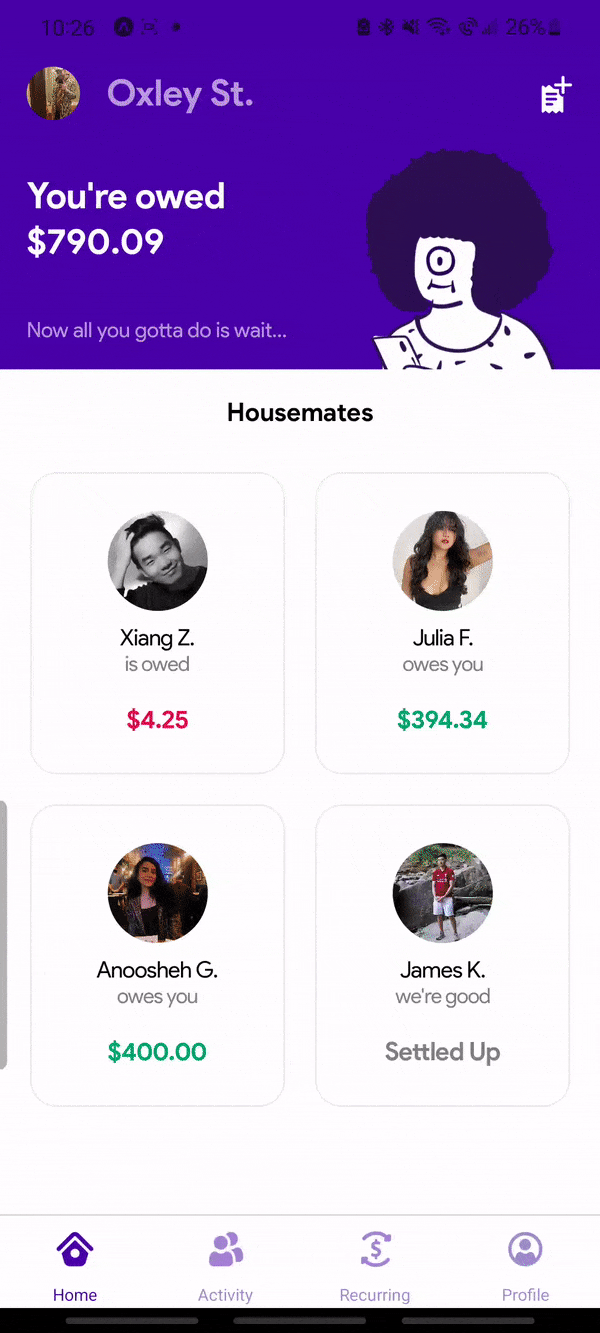 10:26
26%
Oxley St.
You're owed
$790.09
Now all you gotta do is wait...
Housemates
Xiang Z.
is owed
$4.25
Julia F.
owes you
$394.34
Anoosheh G.
owes you
$400.00
James K.
we're good
Settled Up
Home
Activity
Recurring
Profile